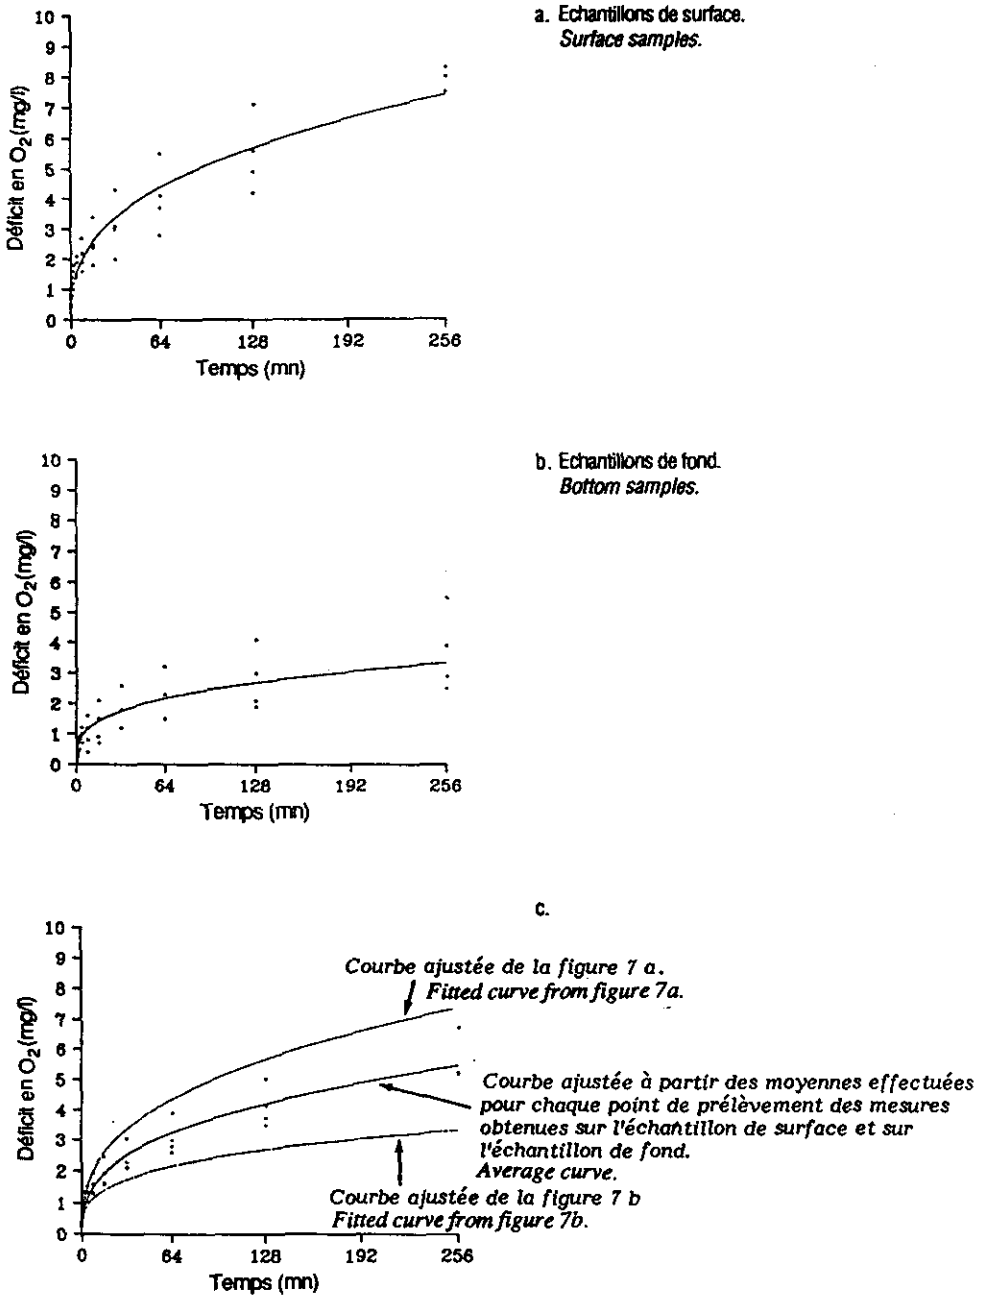 a. Echantillons de surface.
Surface samples.
10
9
8
7
6
5
4
3
2
1
0
Déficit en O2(mg/l)
0 64 128 192 256
Temps (mn)
b. Echantillons de fond.
Bottom samples.
10
9
8
7
6
5
4
3
2
1
0
Déficit en O2(mg/l)
0 64 128 192 256
Temps (mn)
c.
10
9
8
7
6
5
4
3
2
1
0
Déficit en O2(mg/l)
Courbe ajustée de la figure 7 a.
Fitted curve from figure 7a.
Courbe ajustée à partir des moyennes effectuées
pour chaque point de prélèvement des mesures
obtenues sur l'échantillon de surface et sur
l'échantillon de fond.
Average curve.
Courbe ajustée de la figure 7 b
Fitted curve from figure 7b.
0 64 128 192 256
Temps (mn)